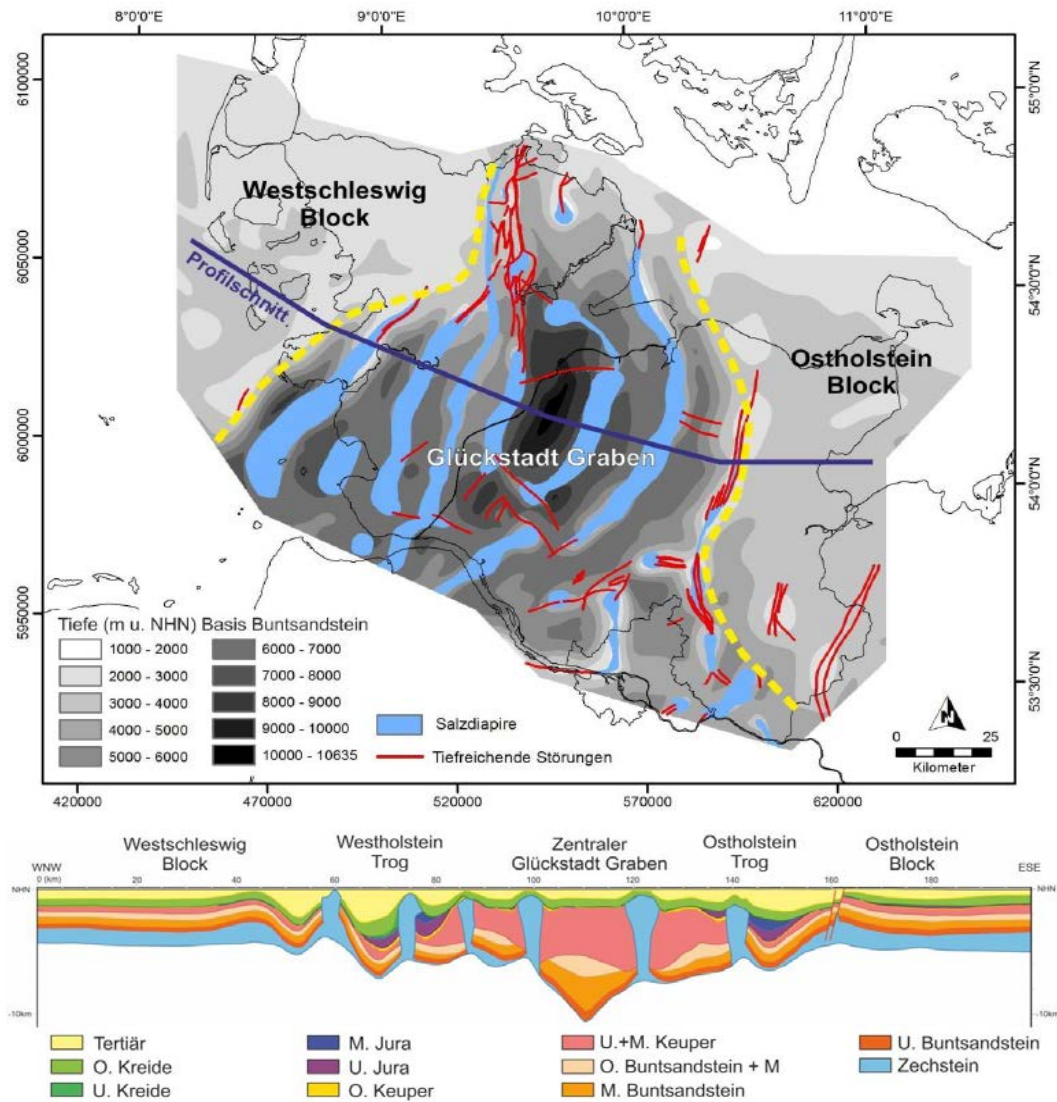 8°0'0"E 9°0'0"E 10°0'0"E 11°0'0"E
6100000
6050000
6000000
5950000
55°0'0"N
54°30'0"N
54°0'0"N
53°30'0"N
Westschleswig
Block
Profilschnitt.
Ostholstein
Block
Glückstadt Graben
Tiefe (m u. NHN) Basis Buntsandstein
1000 - 2000 6000 - 7000
2000 - 3000 7000 - 8000
3000 - 4000 8000 - 9000
4000 - 5000 9000 - 10000
5000 - 6000 10000 - 10635
Salzdiapire
Tiefreichende Störungen
N
0 25
Kilometer
420000 470000 520000 570000 620000
Westschleswig
Block
Westholstein
Trog
Zentraler
Glückstadt Graben
Ostholstein
Trog
Ostholstein
Block
WNW ESE
NHN 0 (km) 20 40 60 80 100 120 140 160 180 NHN
-10km -10km
Tertiär M. Jura U.+M. Keuper U. Buntsandstein
O. Kreide U. Jura O. Buntsandstein + M Zechstein
U. Kreide O. Keuper M. Buntsandstein